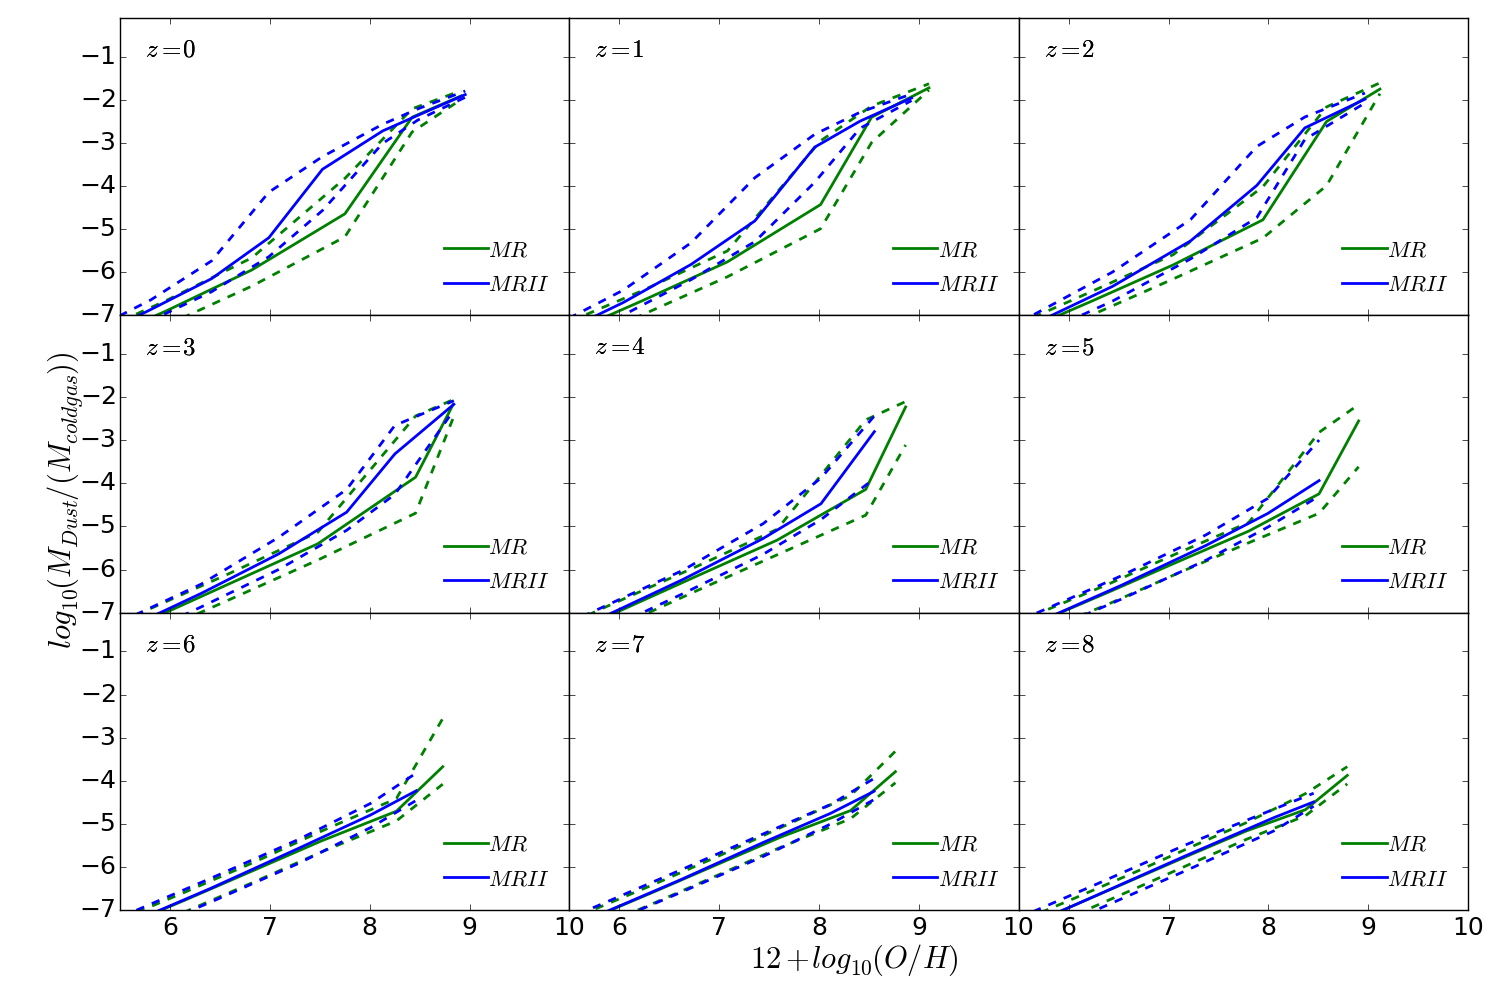 z=0
z=1
z=2
−1
−2
−3
−4
−5
−6
−7
MR
MRII
MR
MRII
MR
MRII
z=3
z=4
z=5
−1
−2
−3
−4
−5
−6
−7
MR
MRII
MR
MRII
MR
MRII
z=6
z=7
z=8
−1
−2
−3
−4
−5
−6
−7
MR
MRII
MR
MRII
MR
MRII
6 7 8 9 10 6 7 8 9 10 6 7 8 9 10
12+log10(O/H)
log10(MDust/(Mcoldgas))